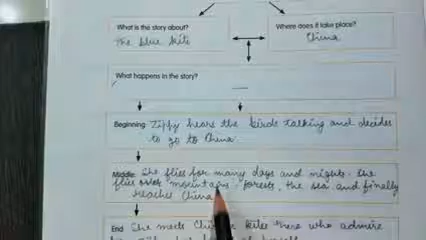 What is the story about?
The blue kite
Where does it take place?
China
What happens in the story?
Beginning Zippy hears the birds talking and decides
to go to China
Middle She flies for many days and nights. She
flies over mountains, forests, the sea and finally
reaches China
End She meets Chinese kites there who admire